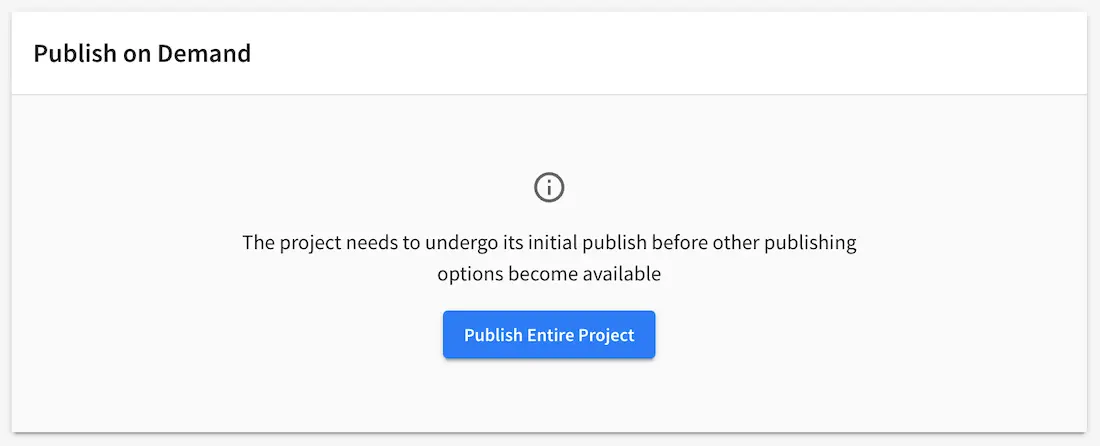 Publish on Demand
The project needs to undergo its initial publish before other publishing
options become available
Publish Entire Project